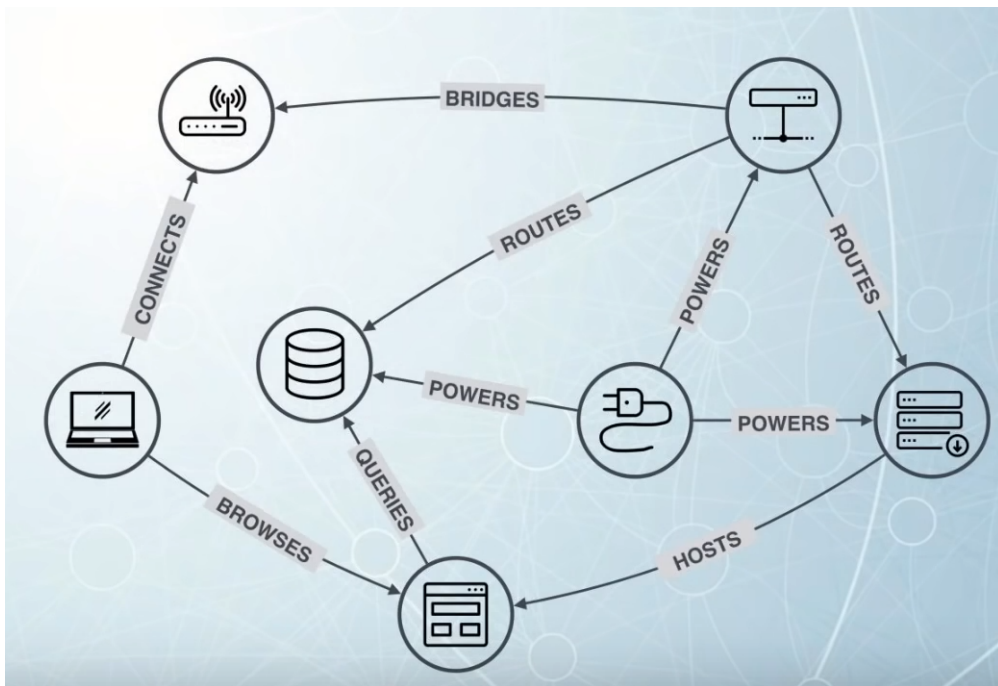 BRIDGES
CONNECTS
ROUTES
ROUTES
POWERS
POWERS
POWERS
QUERIES
BROWSES
HOSTS